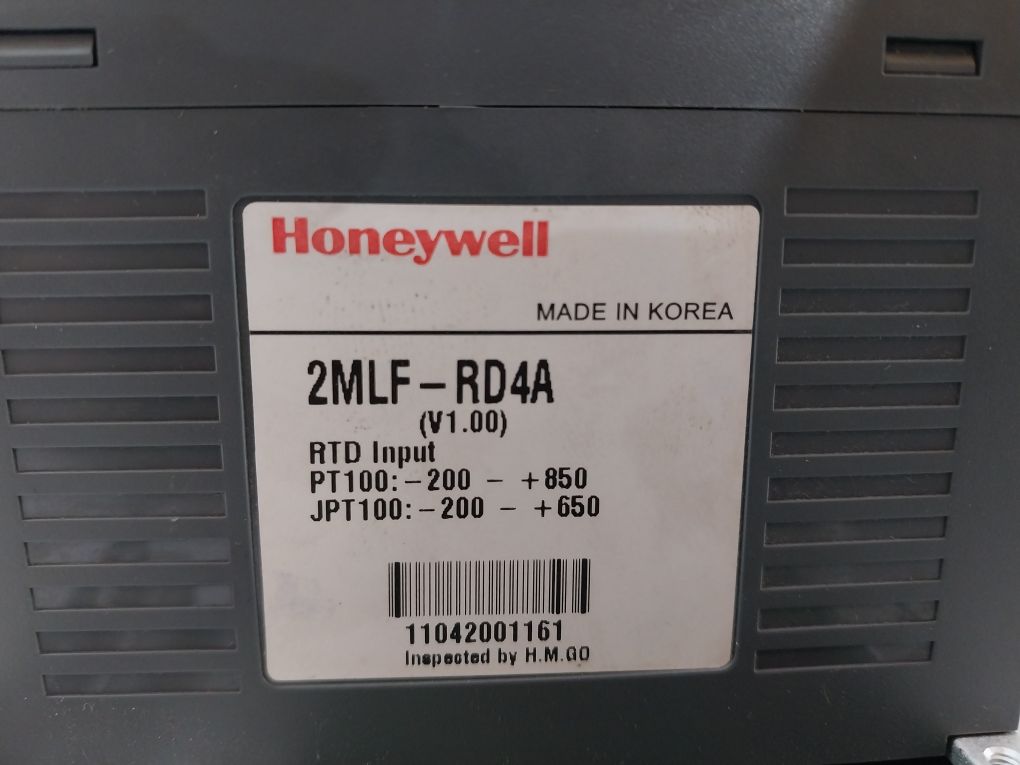 Honeywell
MADE IN KOREA
2MLF-RD4A
(V1.00)
RTD Input
PT100:-200 - +850
JPT100:-200 - +650
11042001161
Inspected by H.M.GO